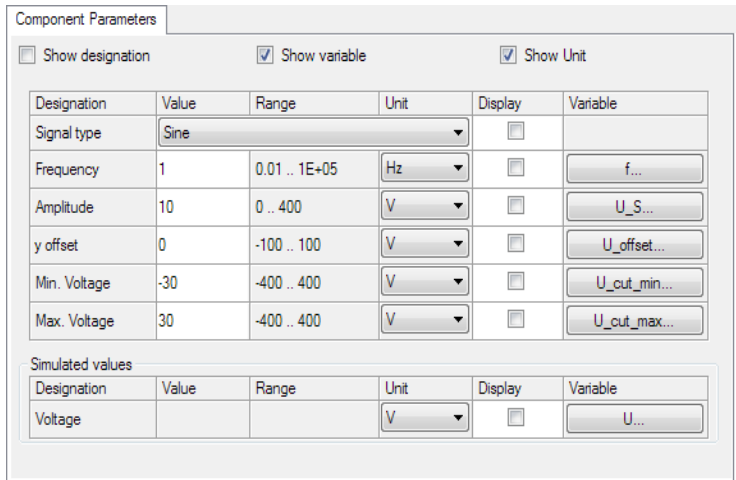 Component Parameters
Show designation Show variable Show Unit
Designation Value Range Unit Display Variable
Signal type Sine
Frequency 1 0.01 .. 1E+05 Hz f...
Amplitude 10 0 .. 400 V U_S...
y offset 0 -100 .. 100 V U_offset...
Min. Voltage -30 -400 .. 400 V U_cut_min...
Max. Voltage 30 -400 .. 400 V U_cut_max...
Simulated values
Designation Value Range Unit Display Variable
Voltage V U...